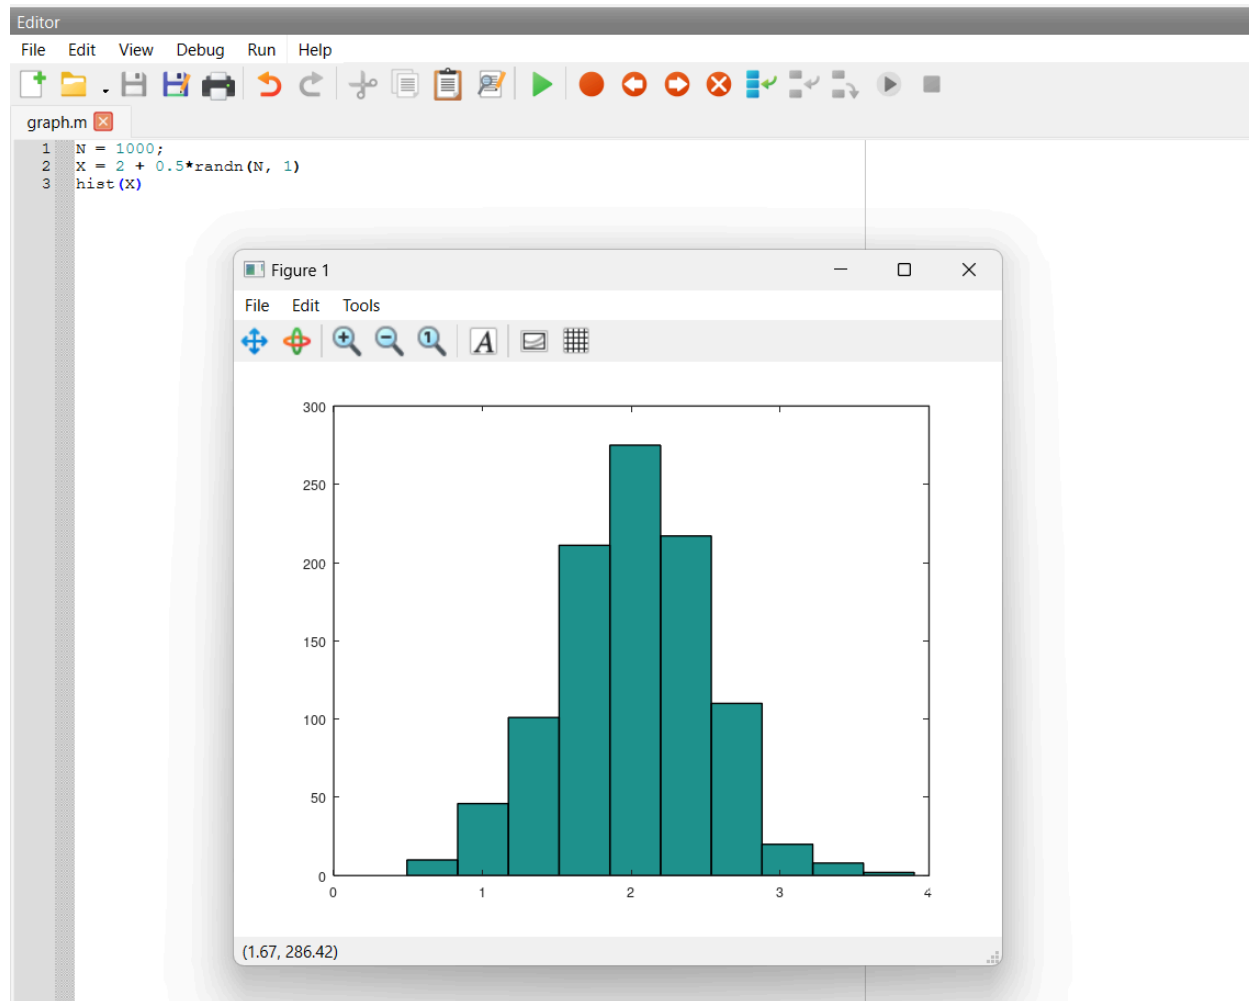 Editor
File Edit View Debug Run Help
graph.m
1 N = 1000;
2 X = 2 + 0.5*randn(N, 1)
3 hist(X)
Figure 1
File Edit Tools
1 A
300
250
200
150
100
50
0
0 1 2 3 4
(1.67, 286.42)